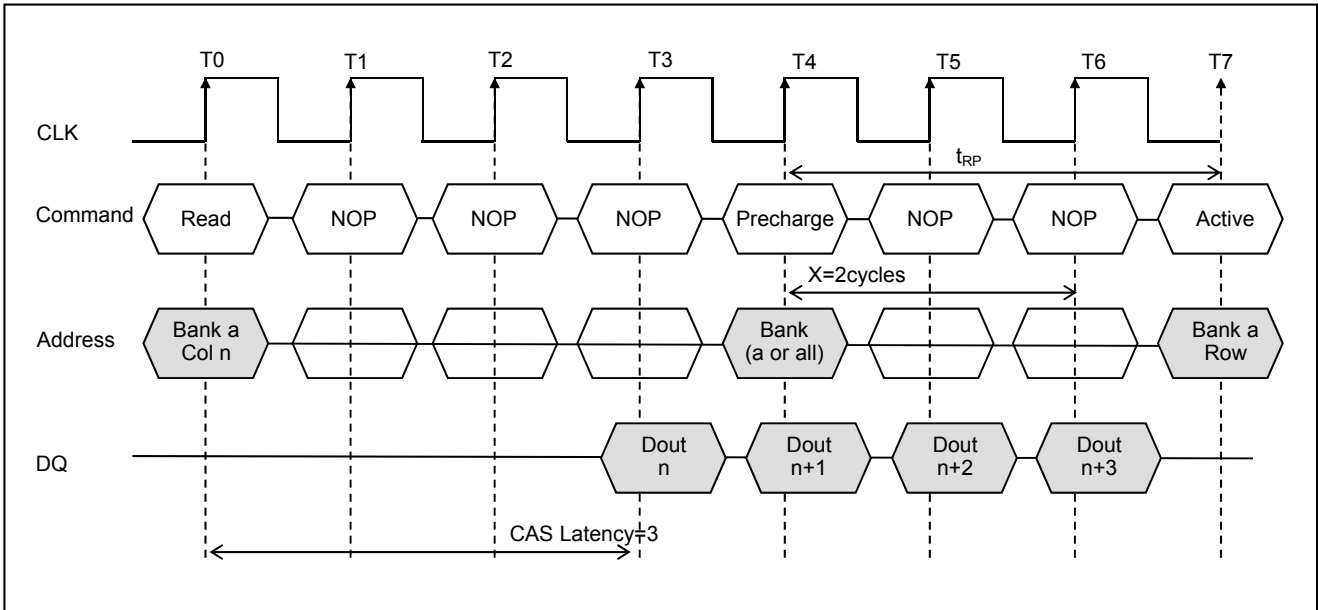 T0 T1 T2 T3 T4 T5 T6 T7
CLK
t_RP
Command Read NOP NOP NOP Precharge NOP NOP Active
X=2cycles
Address Bank a Col n Bank (a or all) Bank a Row
DQ Dout n Dout n+1 Dout n+2 Dout n+3
CAS Latency=3